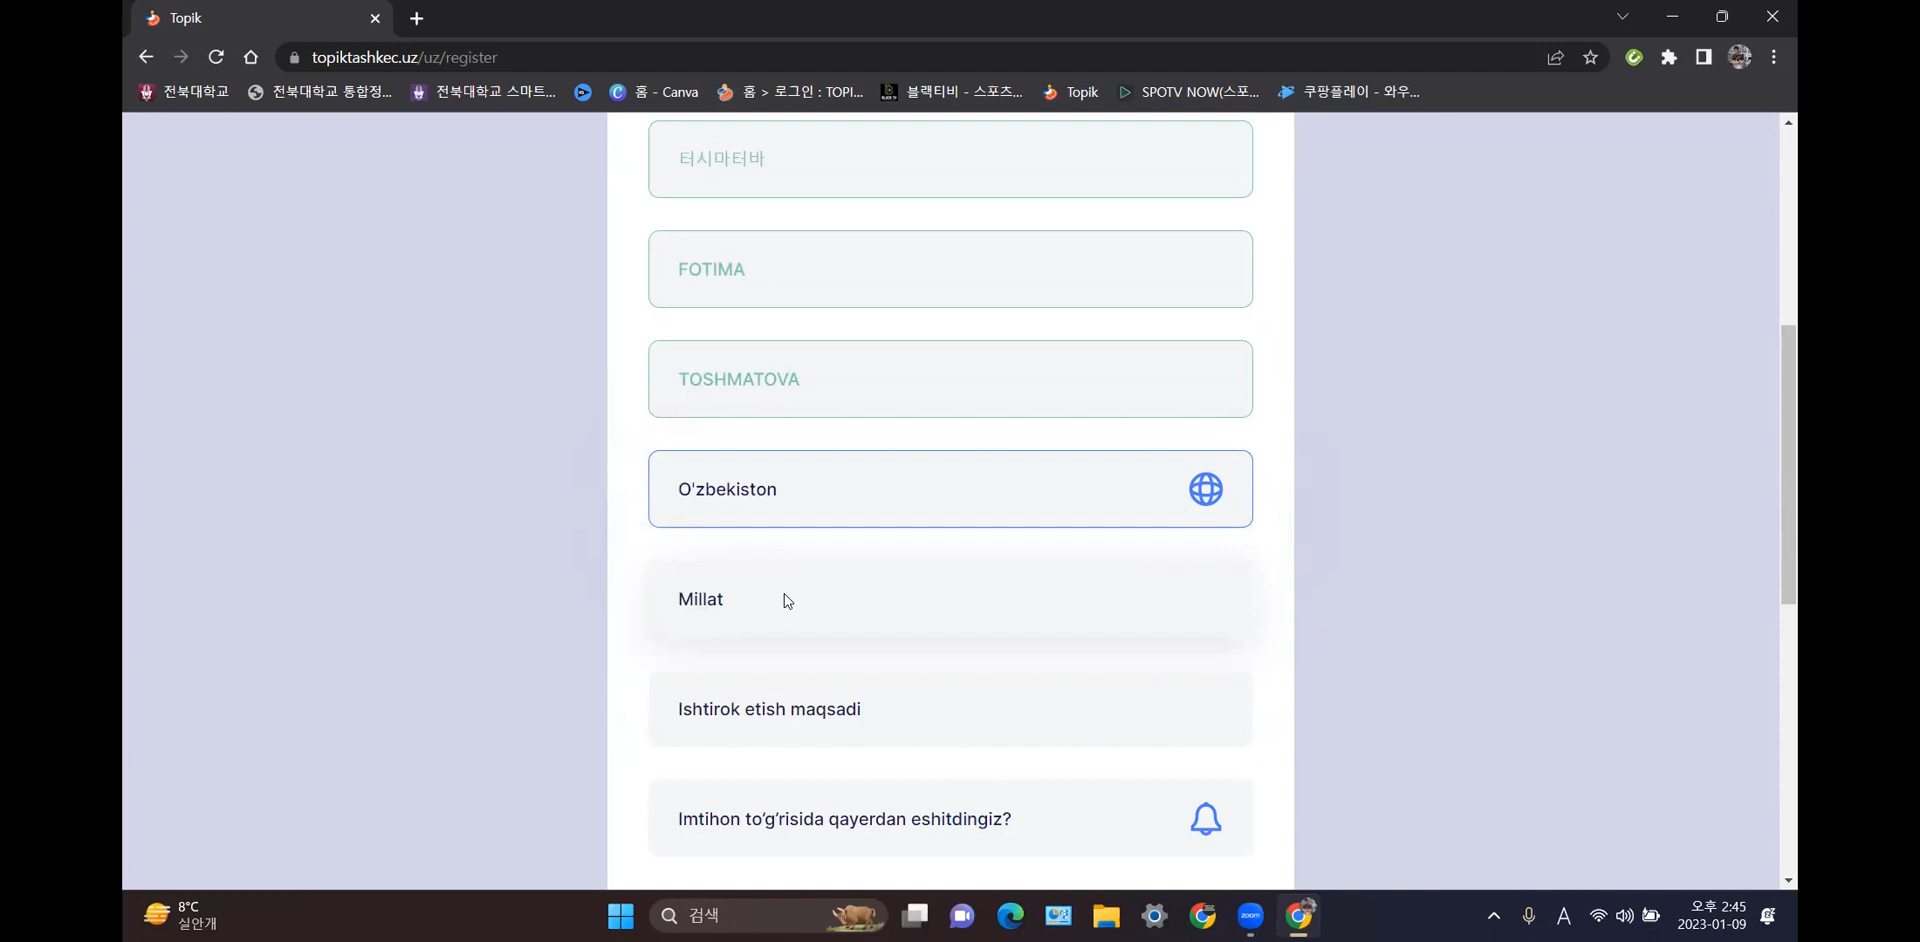 Topik
topiktashkec.uz/uz/register
전북대학교
전북대학교 통합정...
전북대학교 스마트...
홈 - Canva
홈 > 로그인 : TOPI...
블랙티비 - 스포츠...
Topik
SPOTV NOW(스포...
쿠팡플레이 - 와우...
터시마터바
FOTIMA
TOSHMATOVA
O'zbekiston
Millat
Ishtirok etish maqsadi
Imtihon to’g’risida qayerdan eshitdingiz?
8°C
실안개
검색
zoom
A
오후 2:45
2023-01-09